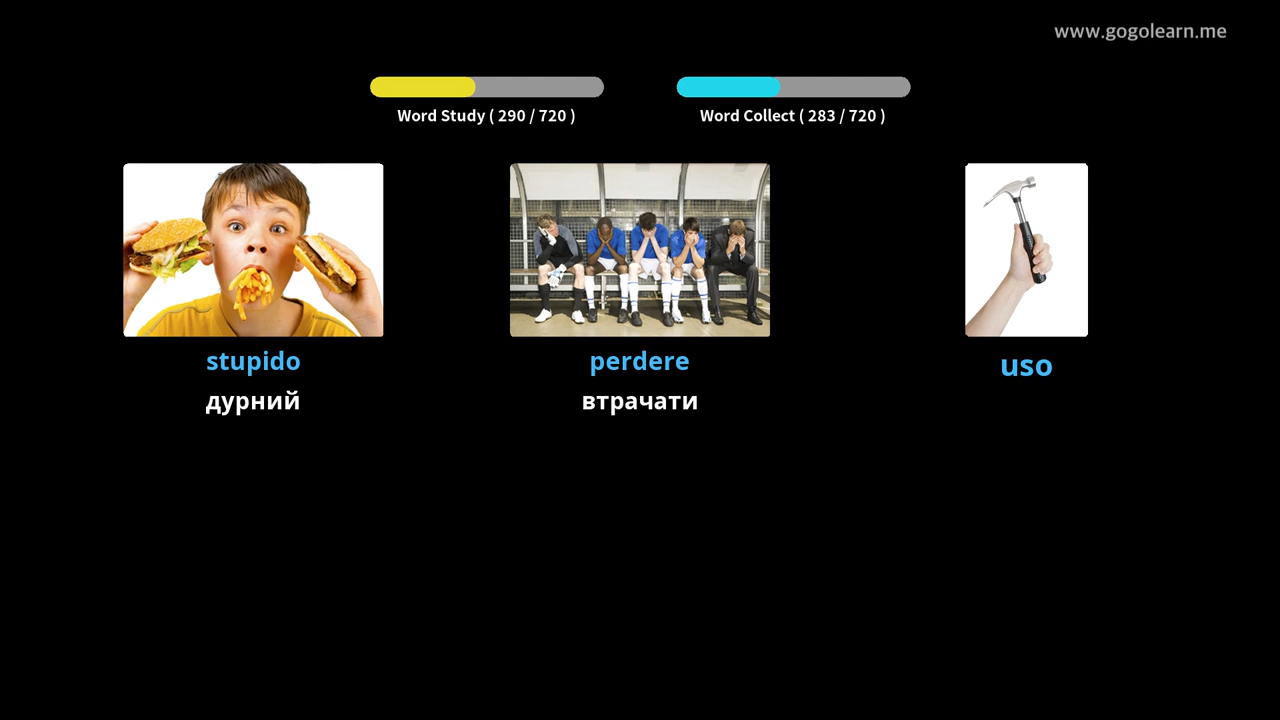 www.gogolearn.me
Word Study ( 290 / 720 )
Word Collect ( 283 / 720 )
stupido
дурний
perdere
втрачати
uso